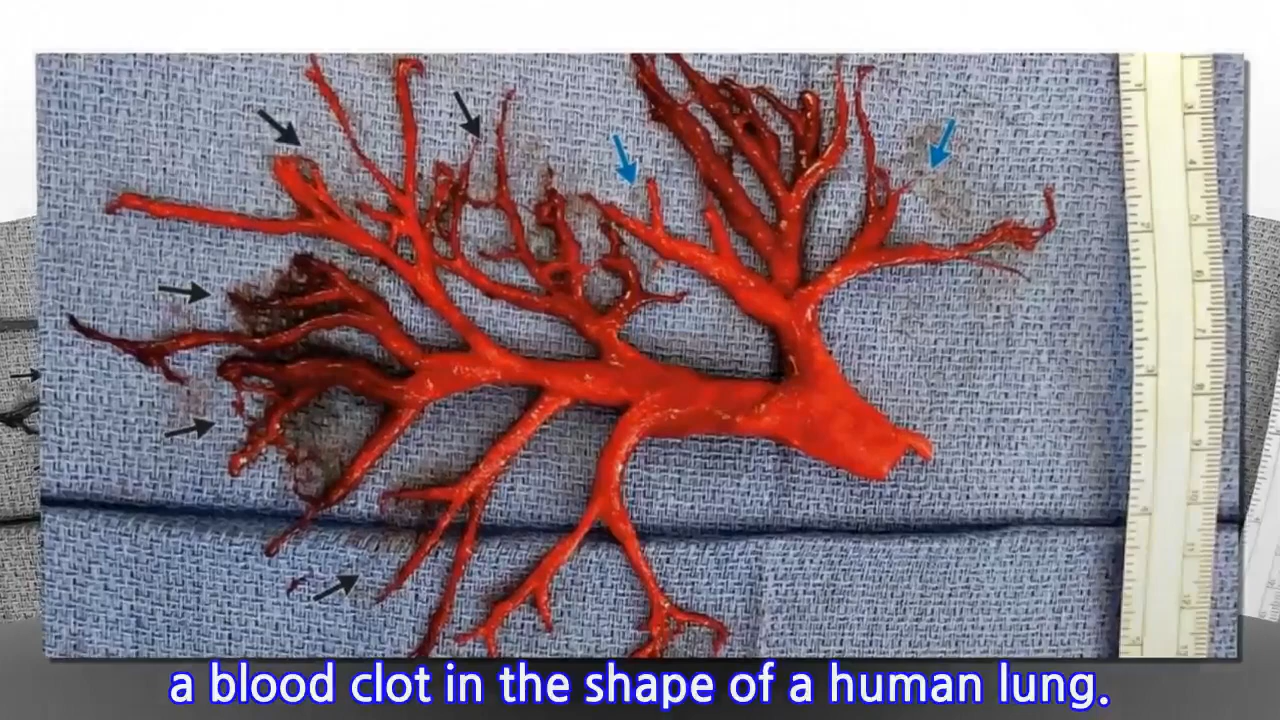 a blood clot in the shape of a human lung.